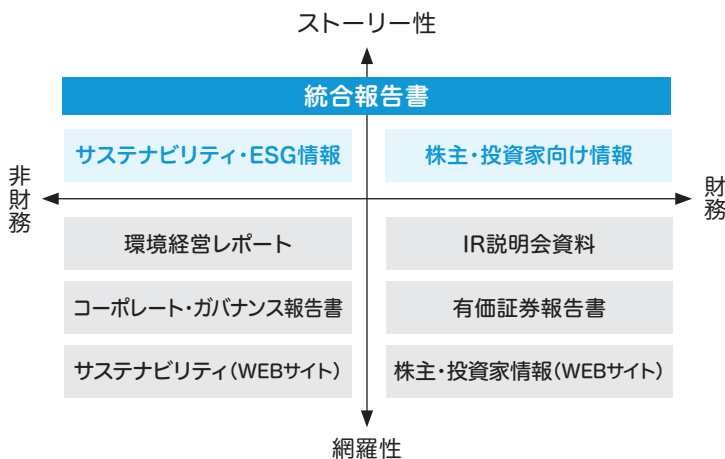 ストーリー性
統合報告書
サステナビリティ・ESG情報
株主・投資家向け情報
非財務
財務
環境経営レポート
IR説明会資料
コーポレート・ガバナンス報告書
有価証券報告書
サステナビリティ(WEBサイト)
株主・投資家情報(WEBサイト)
網羅性